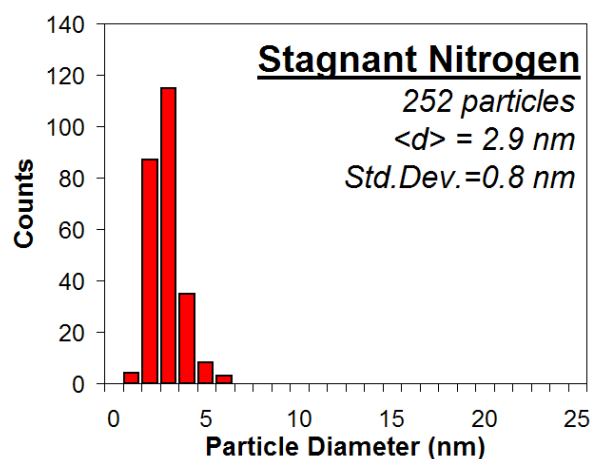 140
120
100
80
60
40
20
0
Counts
Stagnant Nitrogen
252 particles
<d> = 2.9 nm
Std.Dev.=0.8 nm
0 5 10 15 20 25
Particle Diameter (nm)